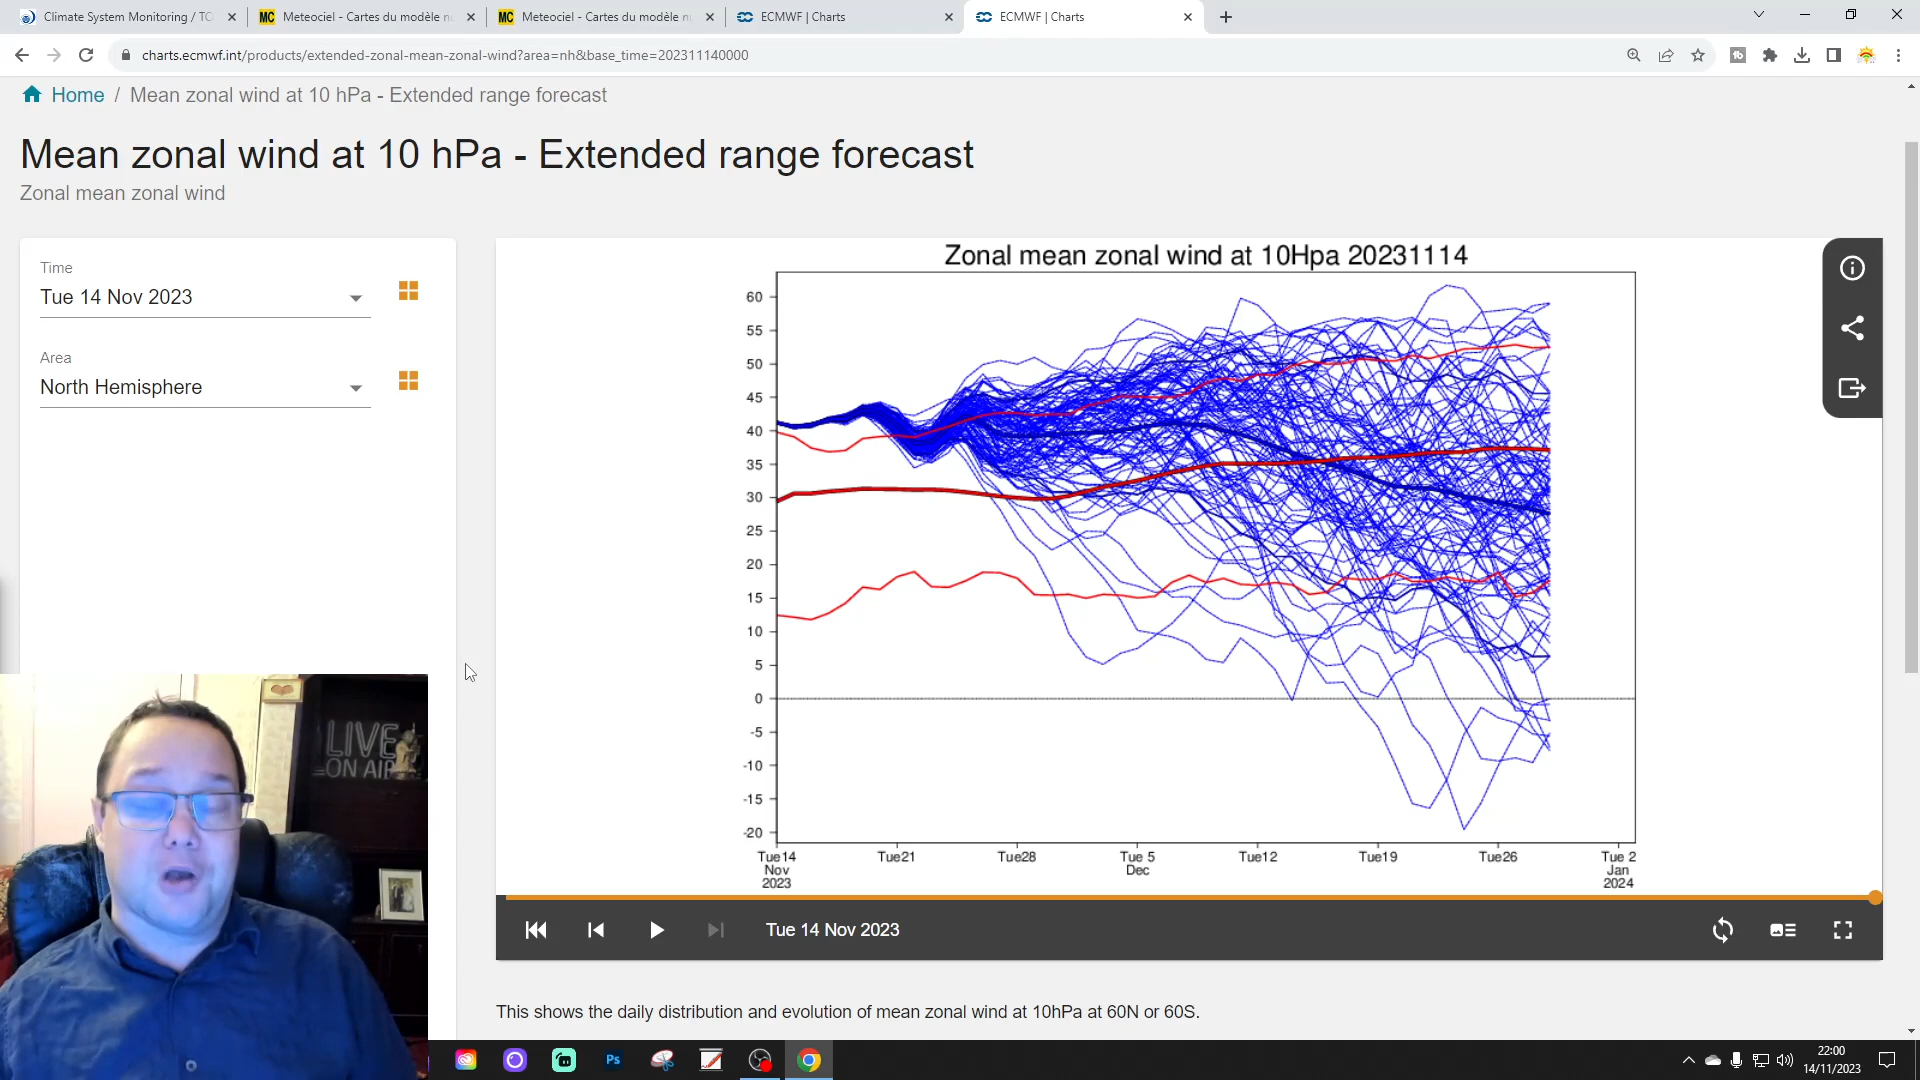 Climate System Monitoring / TC
MC Meteociel - Cartes du modèle n
MC Meteociel - Cartes du modèle n
ECMWF | Charts
ECMWF | Charts
charts.ecmwf.int/products/extended-zonal-mean-zonal-wind?area=nh&base_time=202311140000
Home / Mean zonal wind at 10 hPa - Extended range forecast
Mean zonal wind at 10 hPa - Extended range forecast
Zonal mean zonal wind
Time
Tue 14 Nov 2023
Area
North Hemisphere
Zonal mean zonal wind at 10Hpa 20231114
60
55
50
45
40
35
30
25
20
15
10
5
0
-5
-10
-15
-20
Tue14 Tue21 Tue28 Tue 5 Tue12 Tue19 Tue26 Tue 2
Nov Dec Jan
2023 2024
Tue 14 Nov 2023
This shows the daily distribution and evolution of mean zonal wind at 10hPa at 60N or 60S.
LIVE
ON AIR
Ps
22:00
14/11/2023